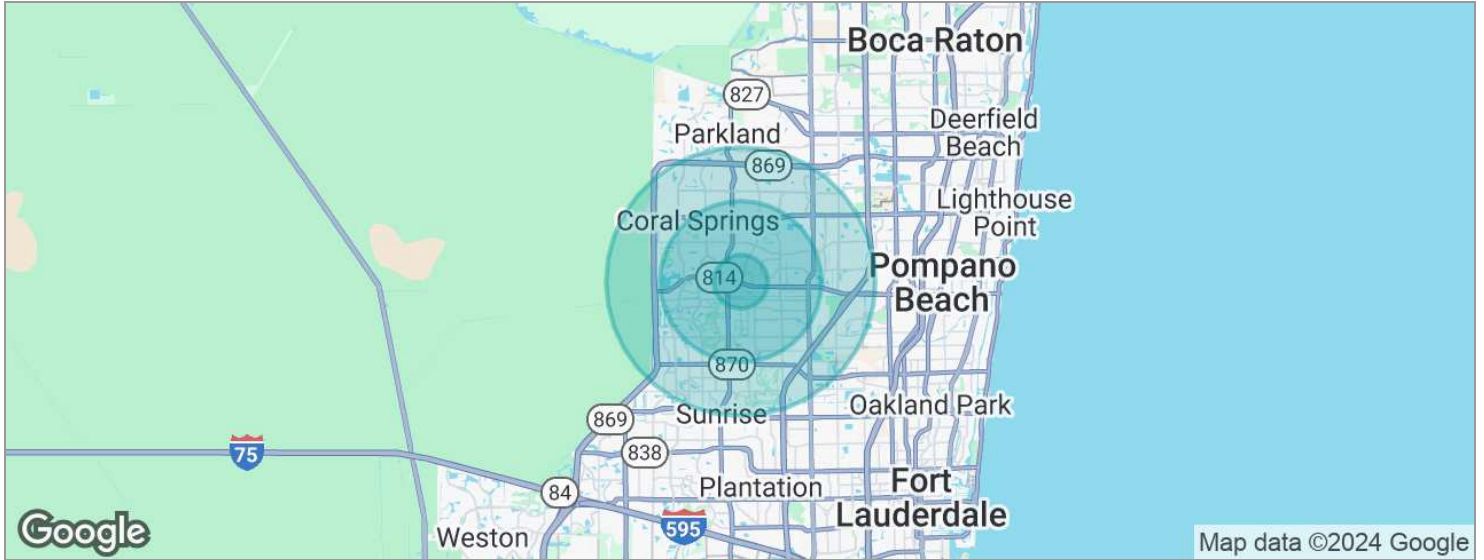 Boca Raton
827
Deerfield
Beach
Parkland
869
Lighthouse
Point
Coral Springs
814
Pompano
Beach
870
869
Sunrise
Oakland Park
75
838
84
Plantation
Fort
Lauderdale
595
Weston
Google
Map data ©2024 Google